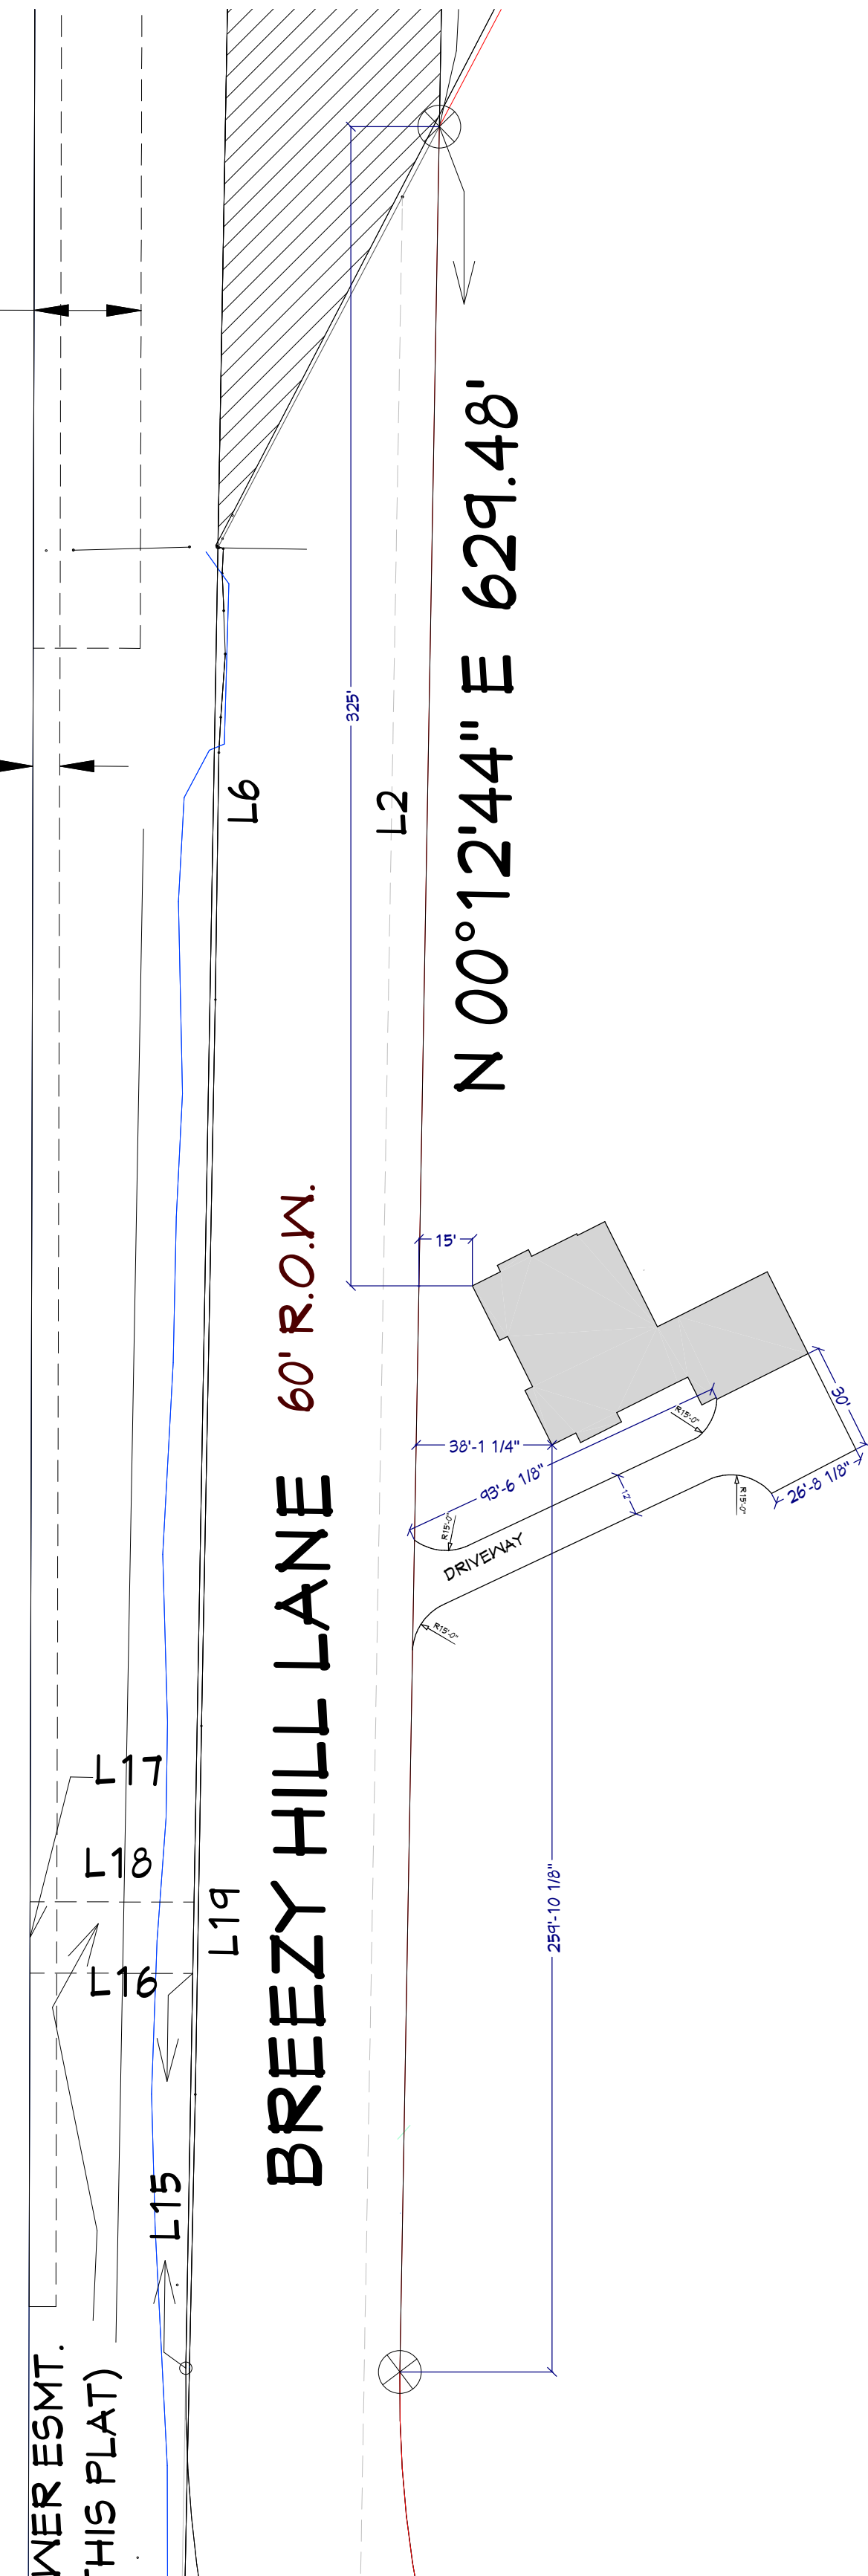 N 00°12'44" E 629.48'
325'
L6
L2
60' R.O.W.
15'
38'-1 1/4"
93'-6 1/8"
R15'-0"
30'
26'-8 1/8"
12'
R15'-0"
R15'-0"
DRIVEWAY
R15'-0"
BREEZY HILL LANE
L17
L18
L19
L16
259'-10 1/8"
L15
WER ESMT.
THIS PLAT)